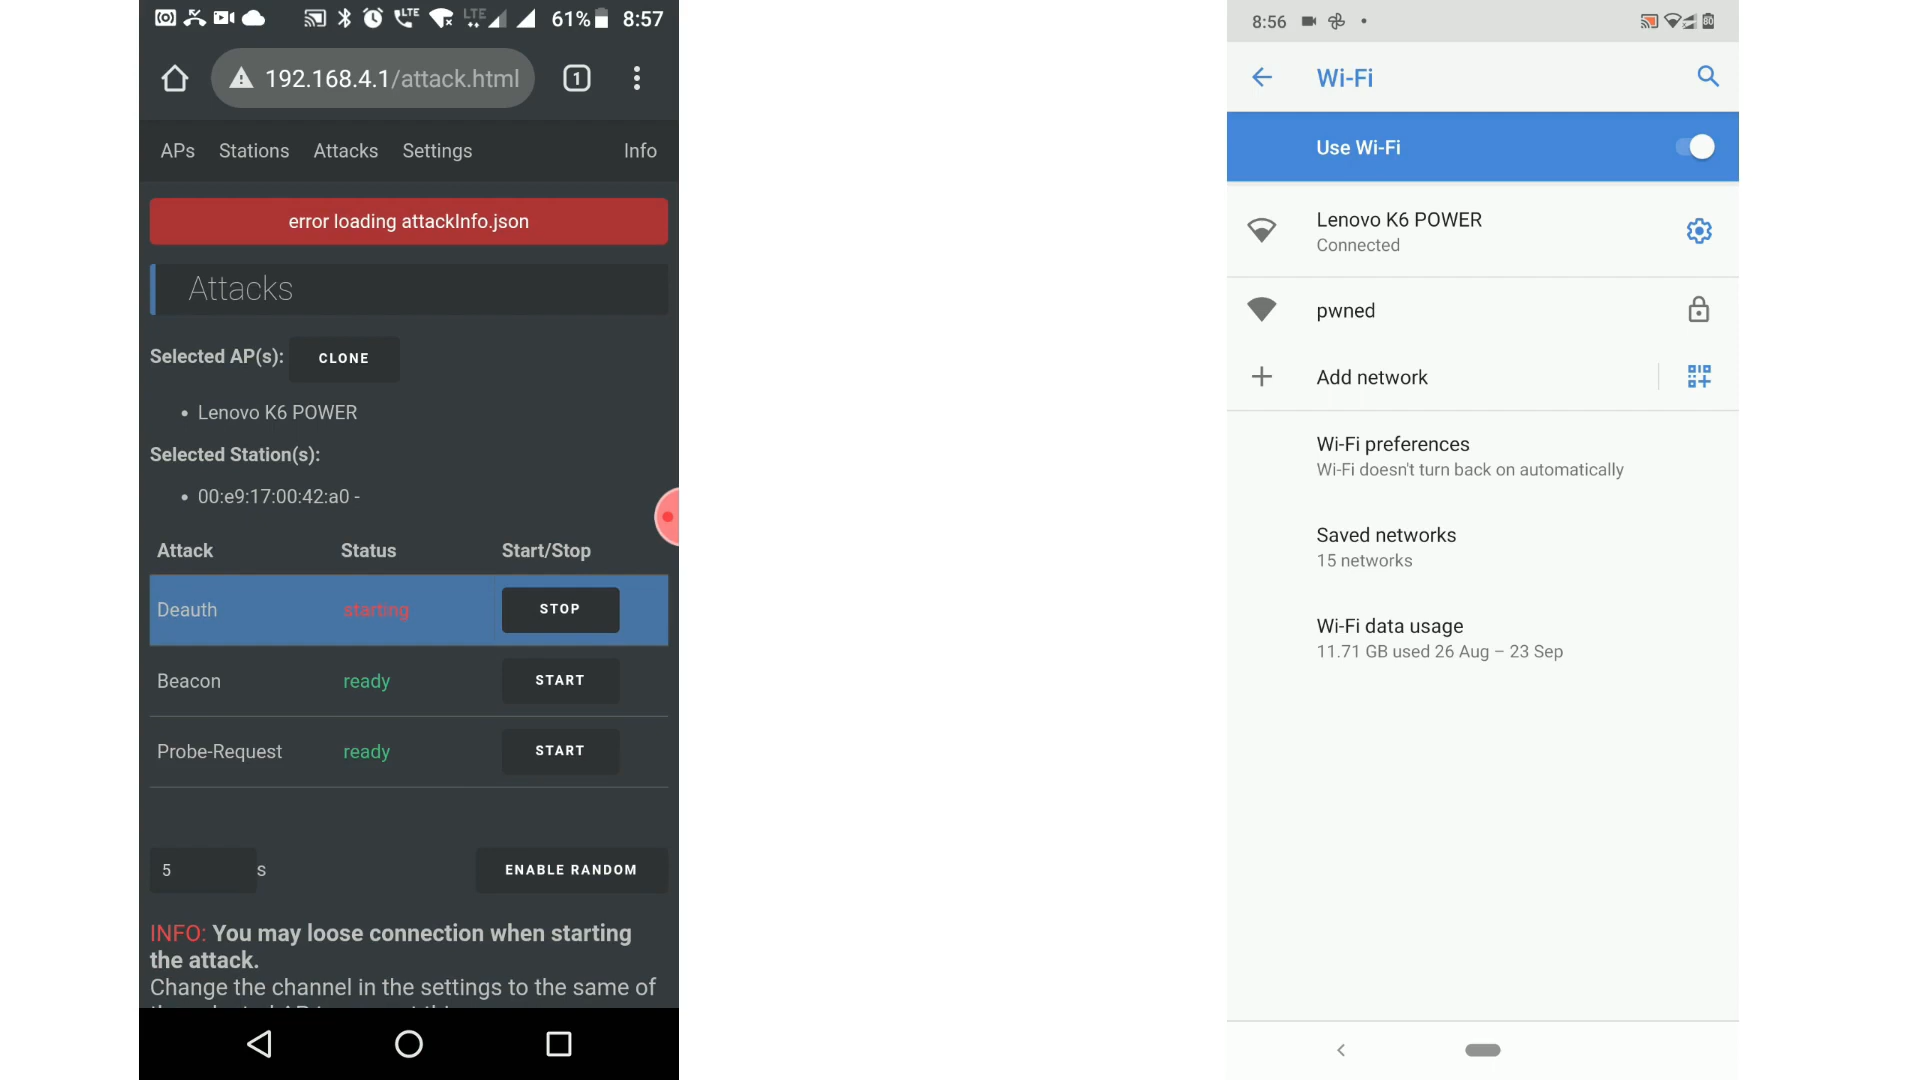 LTE
LTE
61%
8:57
192.168.4.1/attack.html
1
APs Stations Attacks Settings Info
error loading attackInfo.json
Attacks
Selected AP(s): CLONE
• Lenovo K6 POWER
Selected Station(s):
• 00:e9:17:00:42:a0 -
Attack Status Start/Stop
Deauth starting STOP
Beacon ready START
Probe-Request ready START
5 s ENABLE RANDOM
INFO: You may loose connection when starting
the attack.
Change the channel in the settings to the same of
8:56
80
Wi-Fi
Use Wi-Fi
Lenovo K6 POWER
Connected
pwned
Add network
Wi-Fi preferences
Wi-Fi doesn't turn back on automatically
Saved networks
15 networks
Wi-Fi data usage
11.71 GB used 26 Aug – 23 Sep